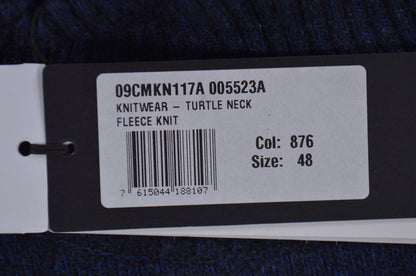 09CMKN117A 005523A
KNITWEAR – TURTLE NECK
FLEECE KNIT
Col: 876
Size: 48
7 615044 188107